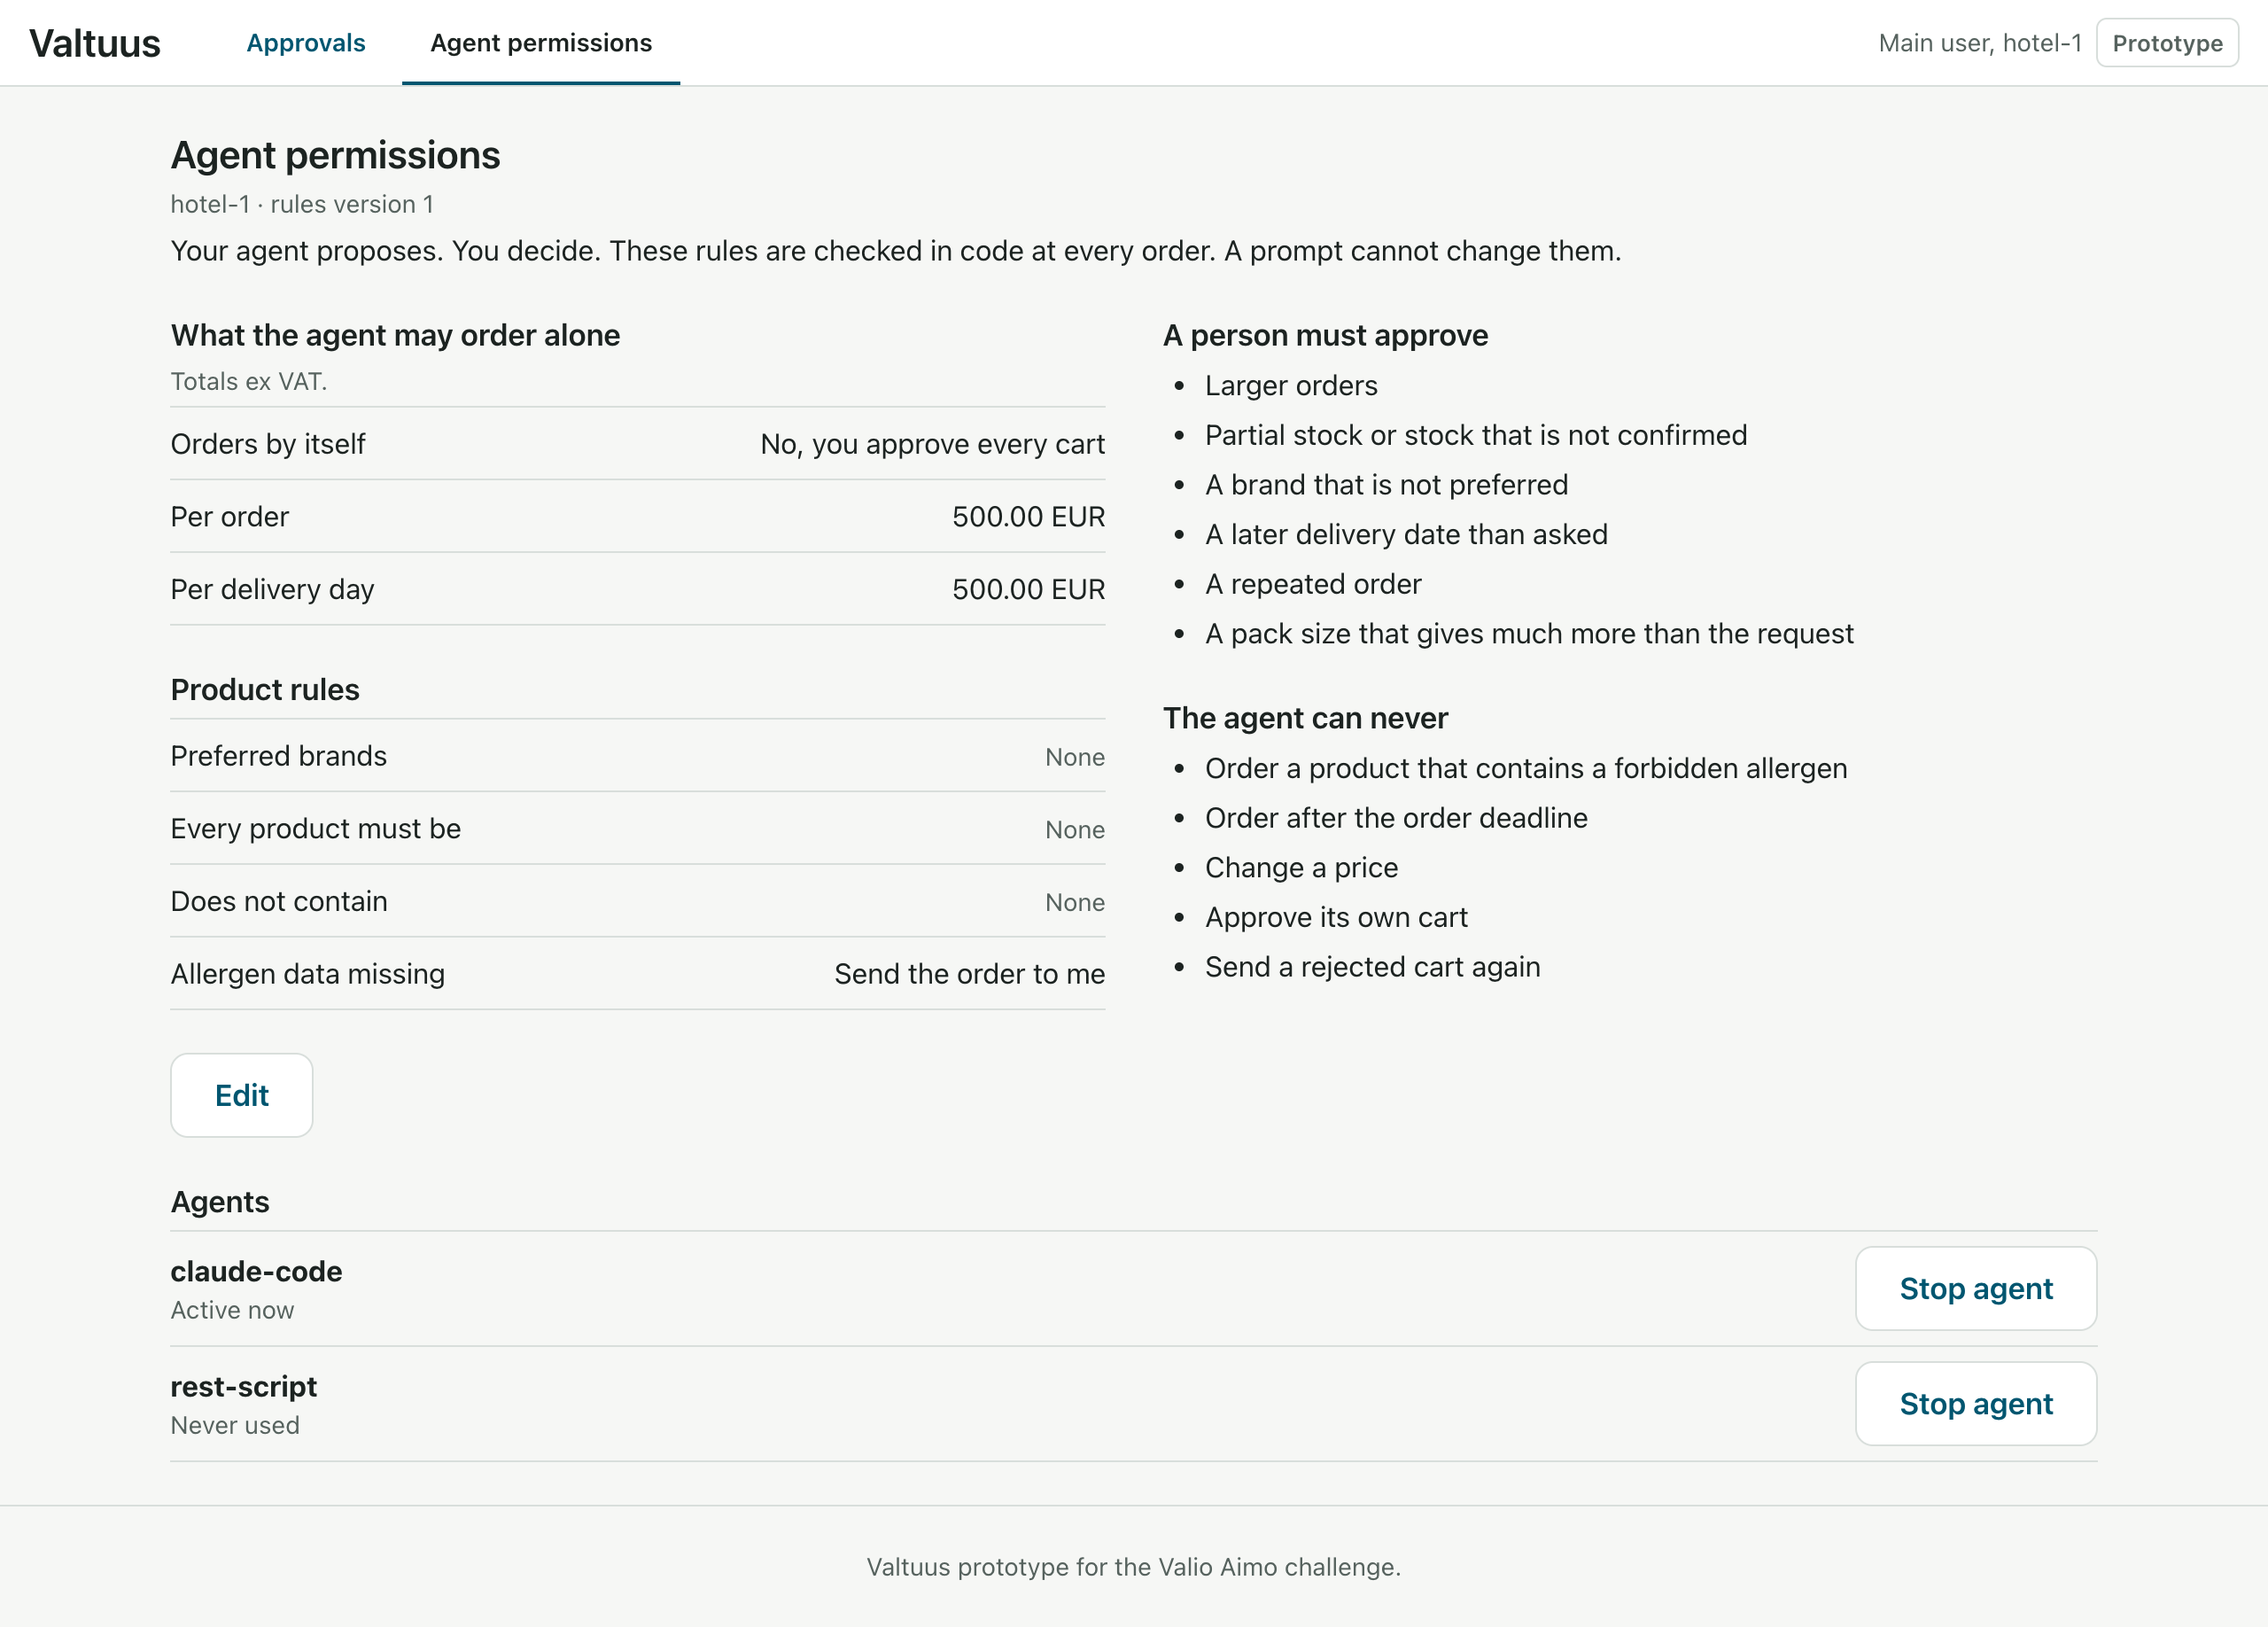 Valtuus
Approvals
Agent permissions
Main user, hotel-1
Prototype
Agent permissions
hotel-1 · rules version 1
Your agent proposes. You decide. These rules are checked in code at every order. A prompt cannot change them.
What the agent may order alone
Totals ex VAT.
Orders by itself
No, you approve every cart
Per order
500.00 EUR
Per delivery day
500.00 EUR
Product rules
Preferred brands
None
Every product must be
None
Does not contain
None
Allergen data missing
Send the order to me
Edit
A person must approve
• Larger orders
• Partial stock or stock that is not confirmed
• A brand that is not preferred
• A later delivery date than asked
• A repeated order
• A pack size that gives much more than the request
The agent can never
• Order a product that contains a forbidden allergen
• Order after the order deadline
• Change a price
• Approve its own cart
• Send a rejected cart again
Agents
claude-code
Active now
Stop agent
rest-script
Never used
Stop agent
Valtuus prototype for the Valio Aimo challenge.